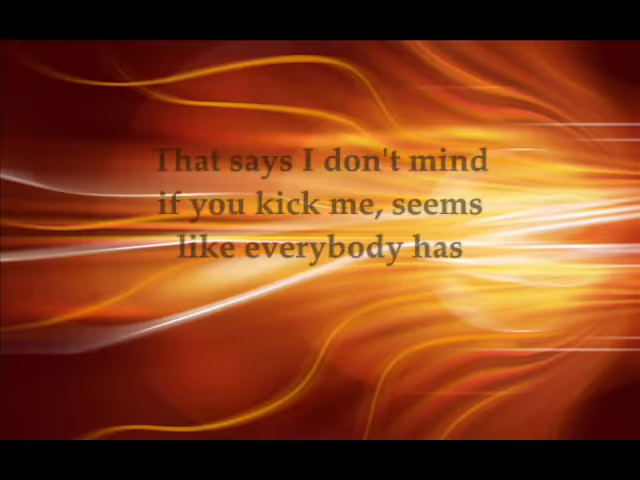 That says I don't mind
if you kick me, seems
like everybody has